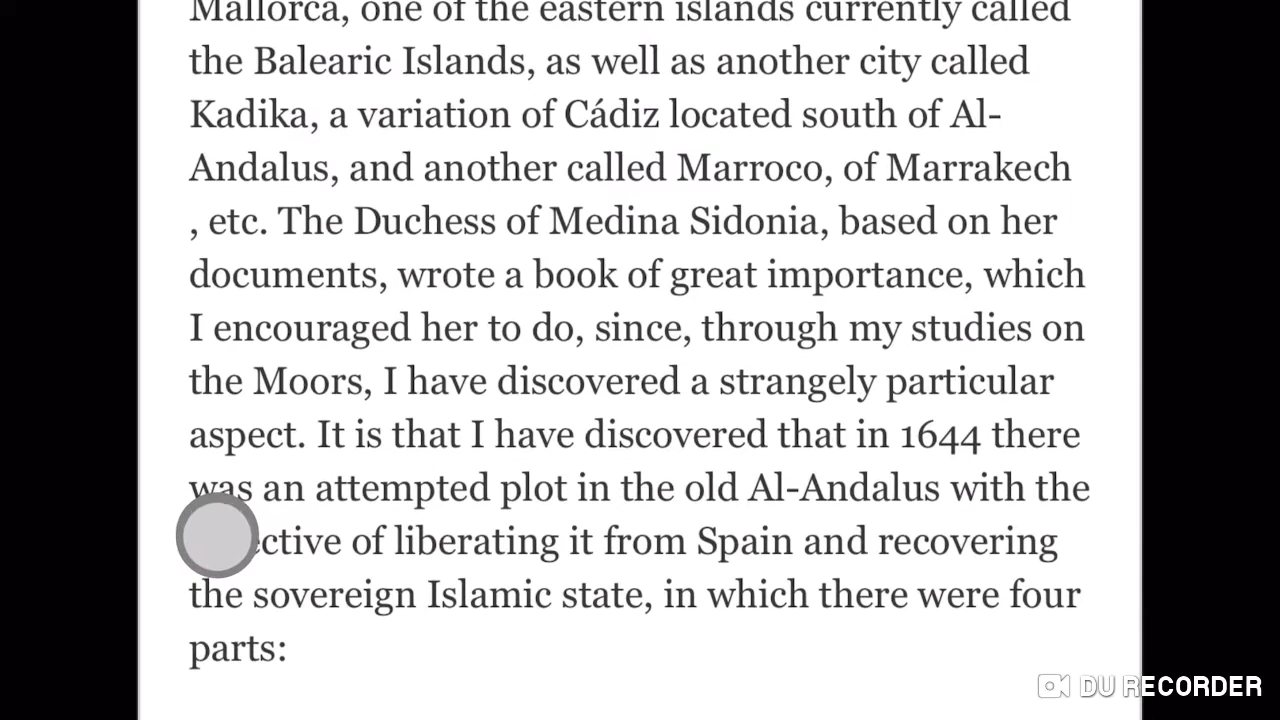 Mallorca, one of the eastern islands currently called
the Balearic Islands, as well as another city called
Kadika, a variation of Cádiz located south of Al-
Andalus, and another called Marroco, of Marrakech
, etc. The Duchess of Medina Sidonia, based on her
documents, wrote a book of great importance, which
I encouraged her to do, since, through my studies on
the Moors, I have discovered a strangely particular
aspect. It is that I have discovered that in 1644 there
was an attempted plot in the old Al-Andalus with the
ective of liberating it from Spain and recovering
the sovereign Islamic state, in which there were four
parts:
DU RECORDER